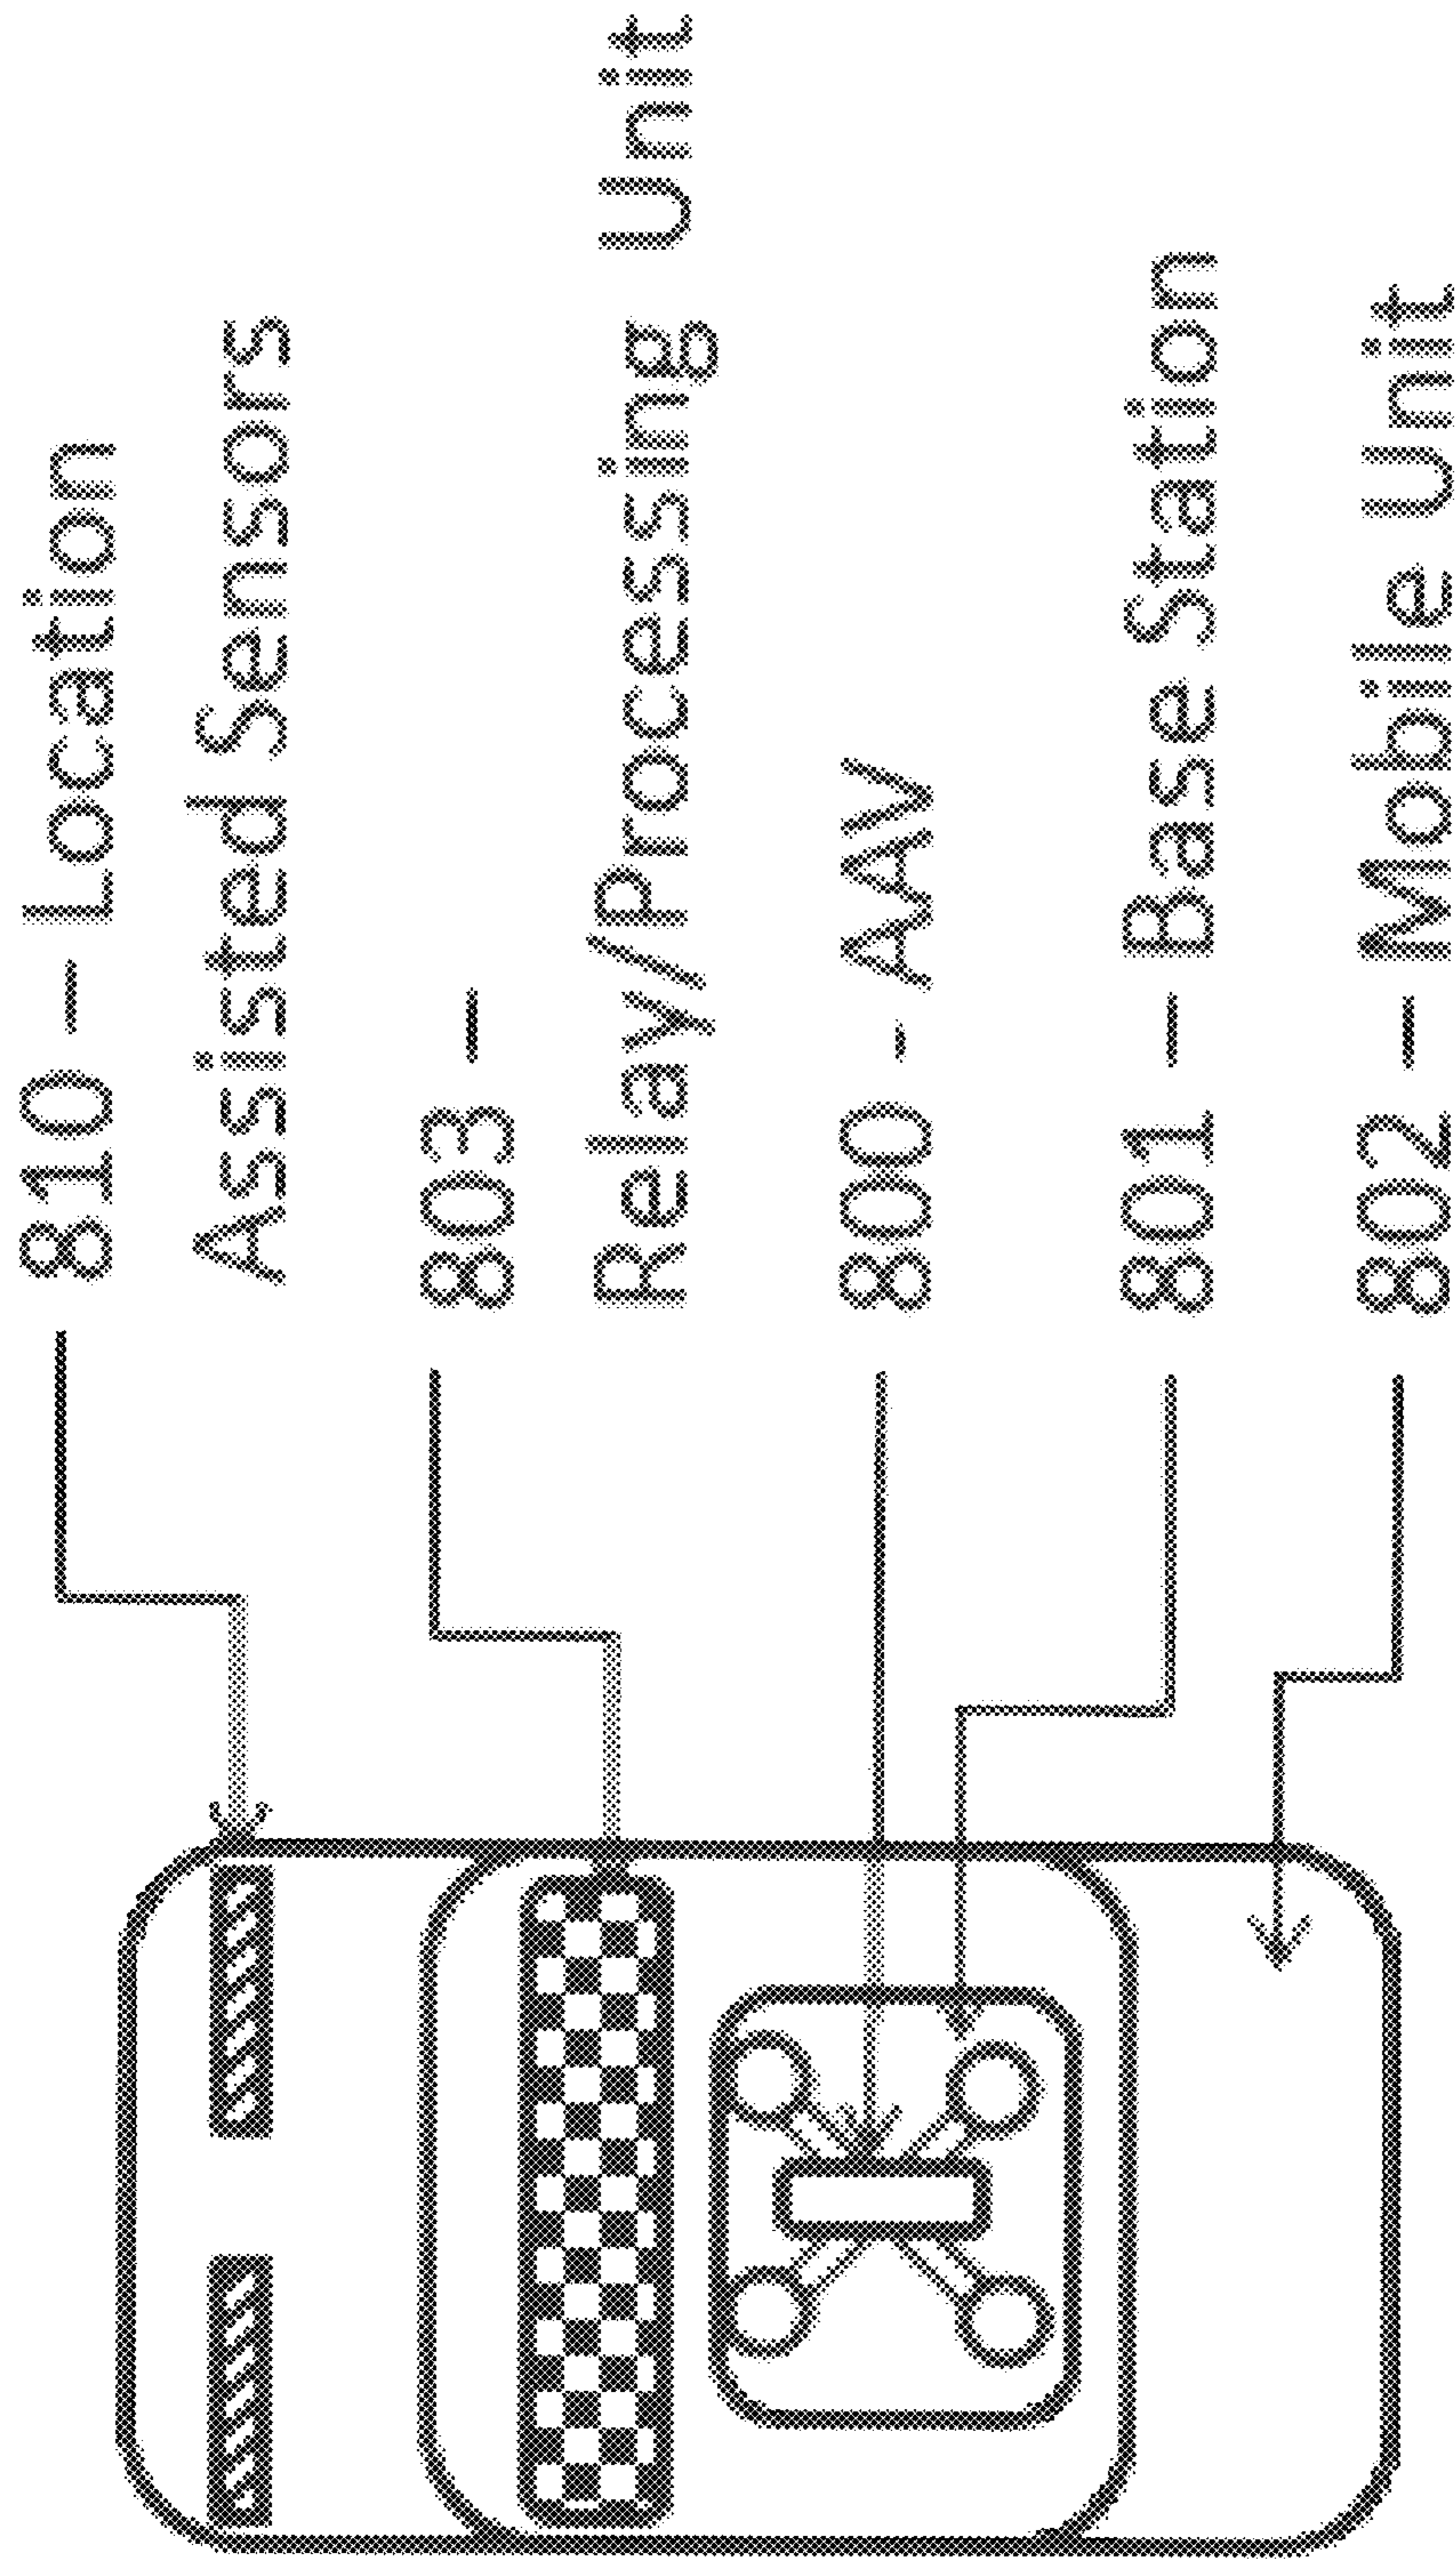 810 – Location
Assisted Sensors
803 –
Relay/Processing Unit
800 - AAV
801 – Base Station
802 – Mobile Unit